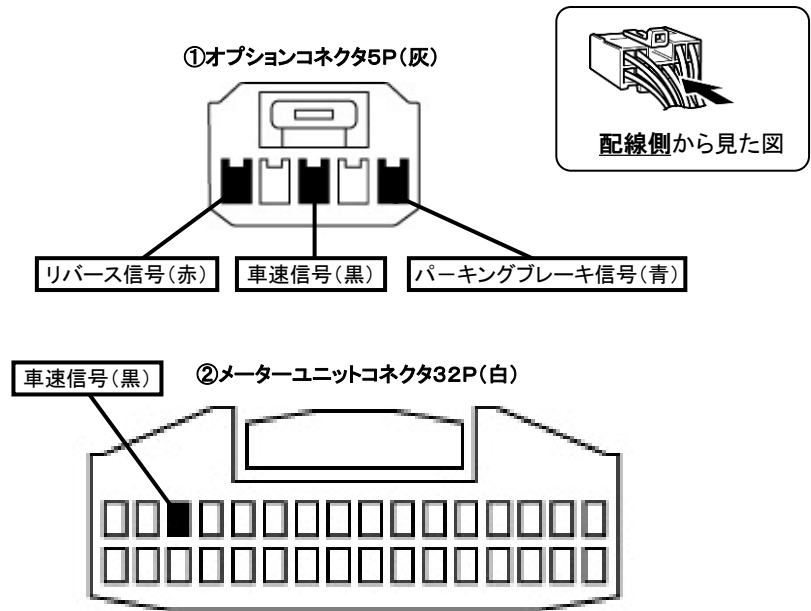 ①オプションコネクタ5P(灰)
配線側から見た図
リバース信号(赤)
車速信号(黒)
パーキングブレーキ信号(青)
車速信号(黒)
②メーターユニットコネクタ32P(白)